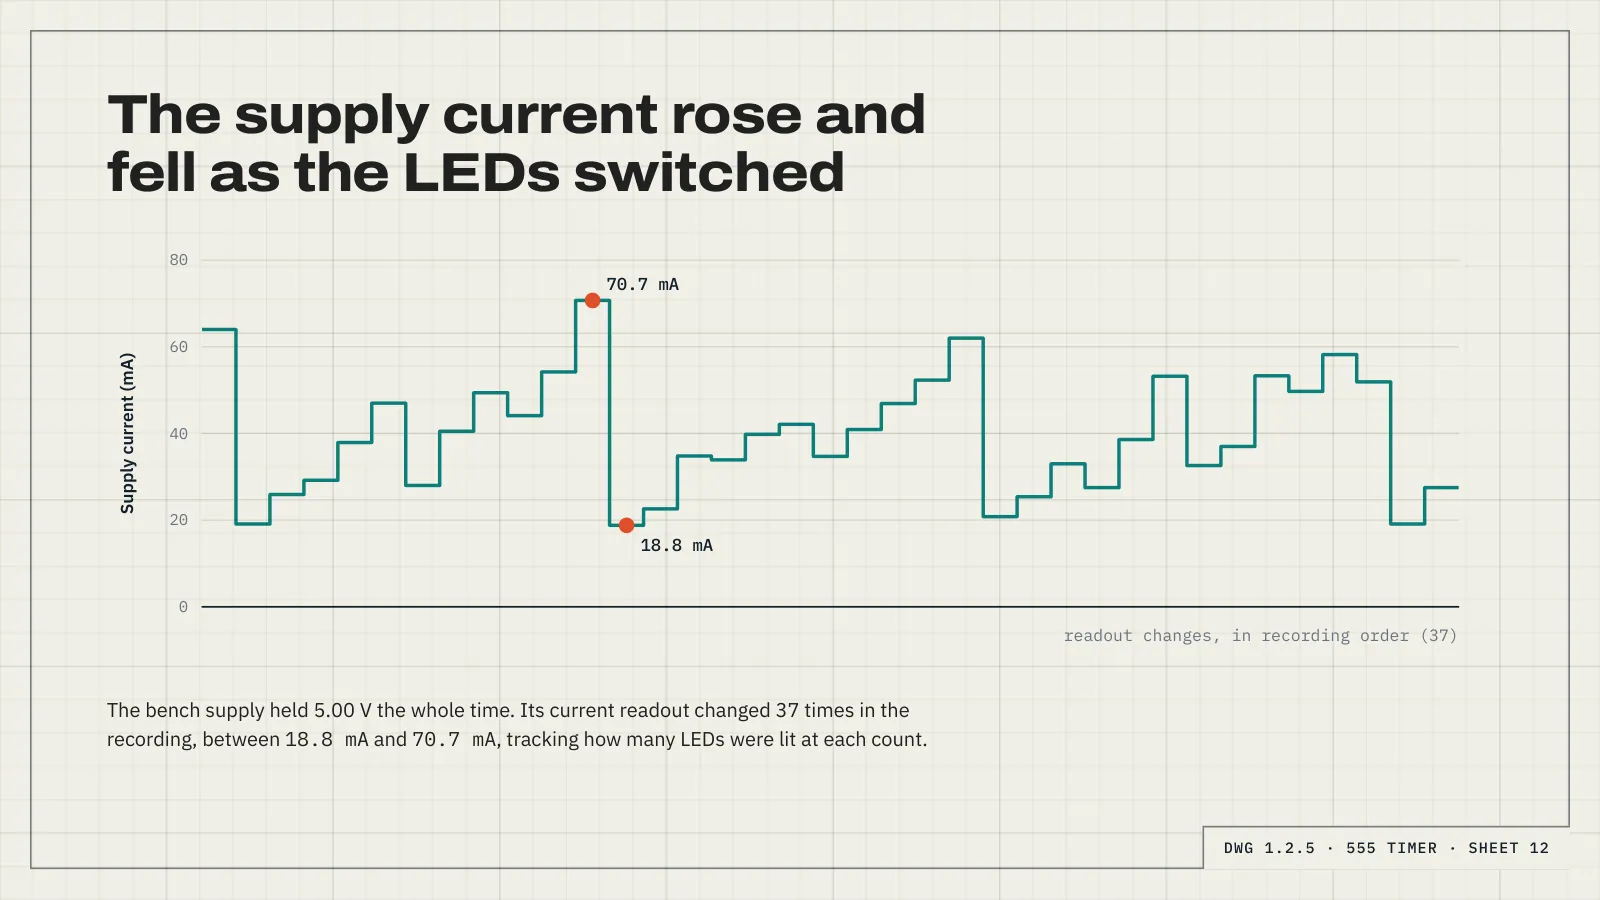 The supply current rose and
fell as the LEDs switched
80
70.7 mA
60
Supply current (mA)
40
20
18.8 mA
0
readout changes, in recording order (37)
The bench supply held 5.00 V the whole time. Its current readout changed 37 times in the
recording, between 18.8 mA and 70.7 mA, tracking how many LEDs were lit at each count.
DWG 1.2.5 · 555 TIMER · SHEET 12